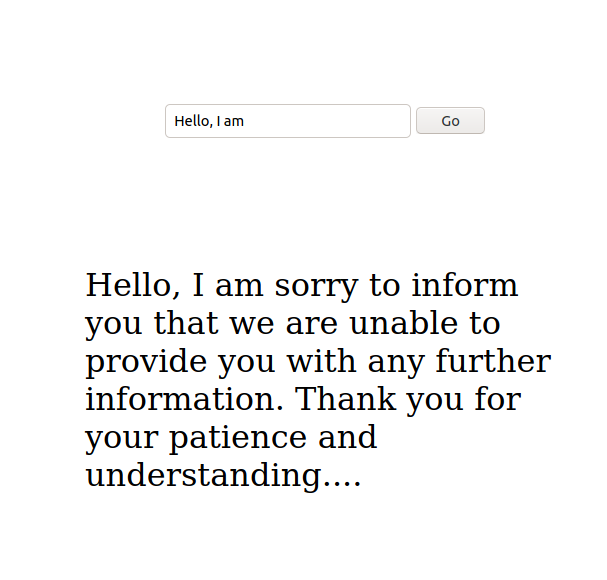 Hello, I am
Go
Hello, I am sorry to inform
you that we are unable to
provide you with any further
information. Thank you for
your patience and
understanding....